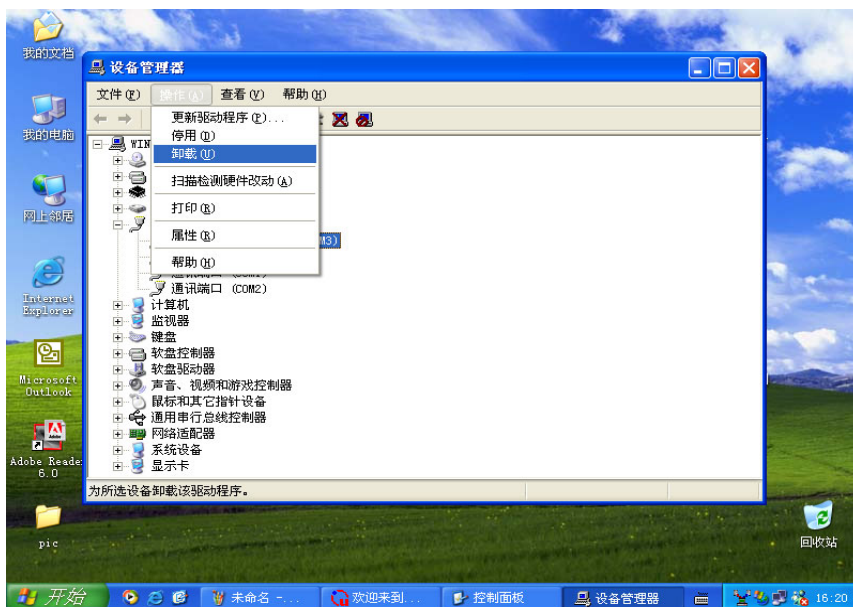 我的文档
我的电脑
网上邻居
Internet
Explorer
Microsoft
Outlook
Adobe Reade
6.0
pic
回收站
设备管理器
文件(F) 操作(A) 查看(V) 帮助(H)
更新驱动程序(P)...
停用(D)
卸载(U)
扫描检测硬件改动(A)
打印(R)
属性(R)
帮助(H)
WIN
M3)
通讯端口 (COM1)
通讯端口 (COM2)
计算机
监视器
键盘
软盘控制器
软盘驱动器
声音、视频和游戏控制器
鼠标和其它指针设备
通用串行总线控制器
网络适配器
系统设备
显示卡
为所选设备卸载该驱动程序。
开始 未命名 -... 欢迎来到... 控制面板 设备管理器 16:20